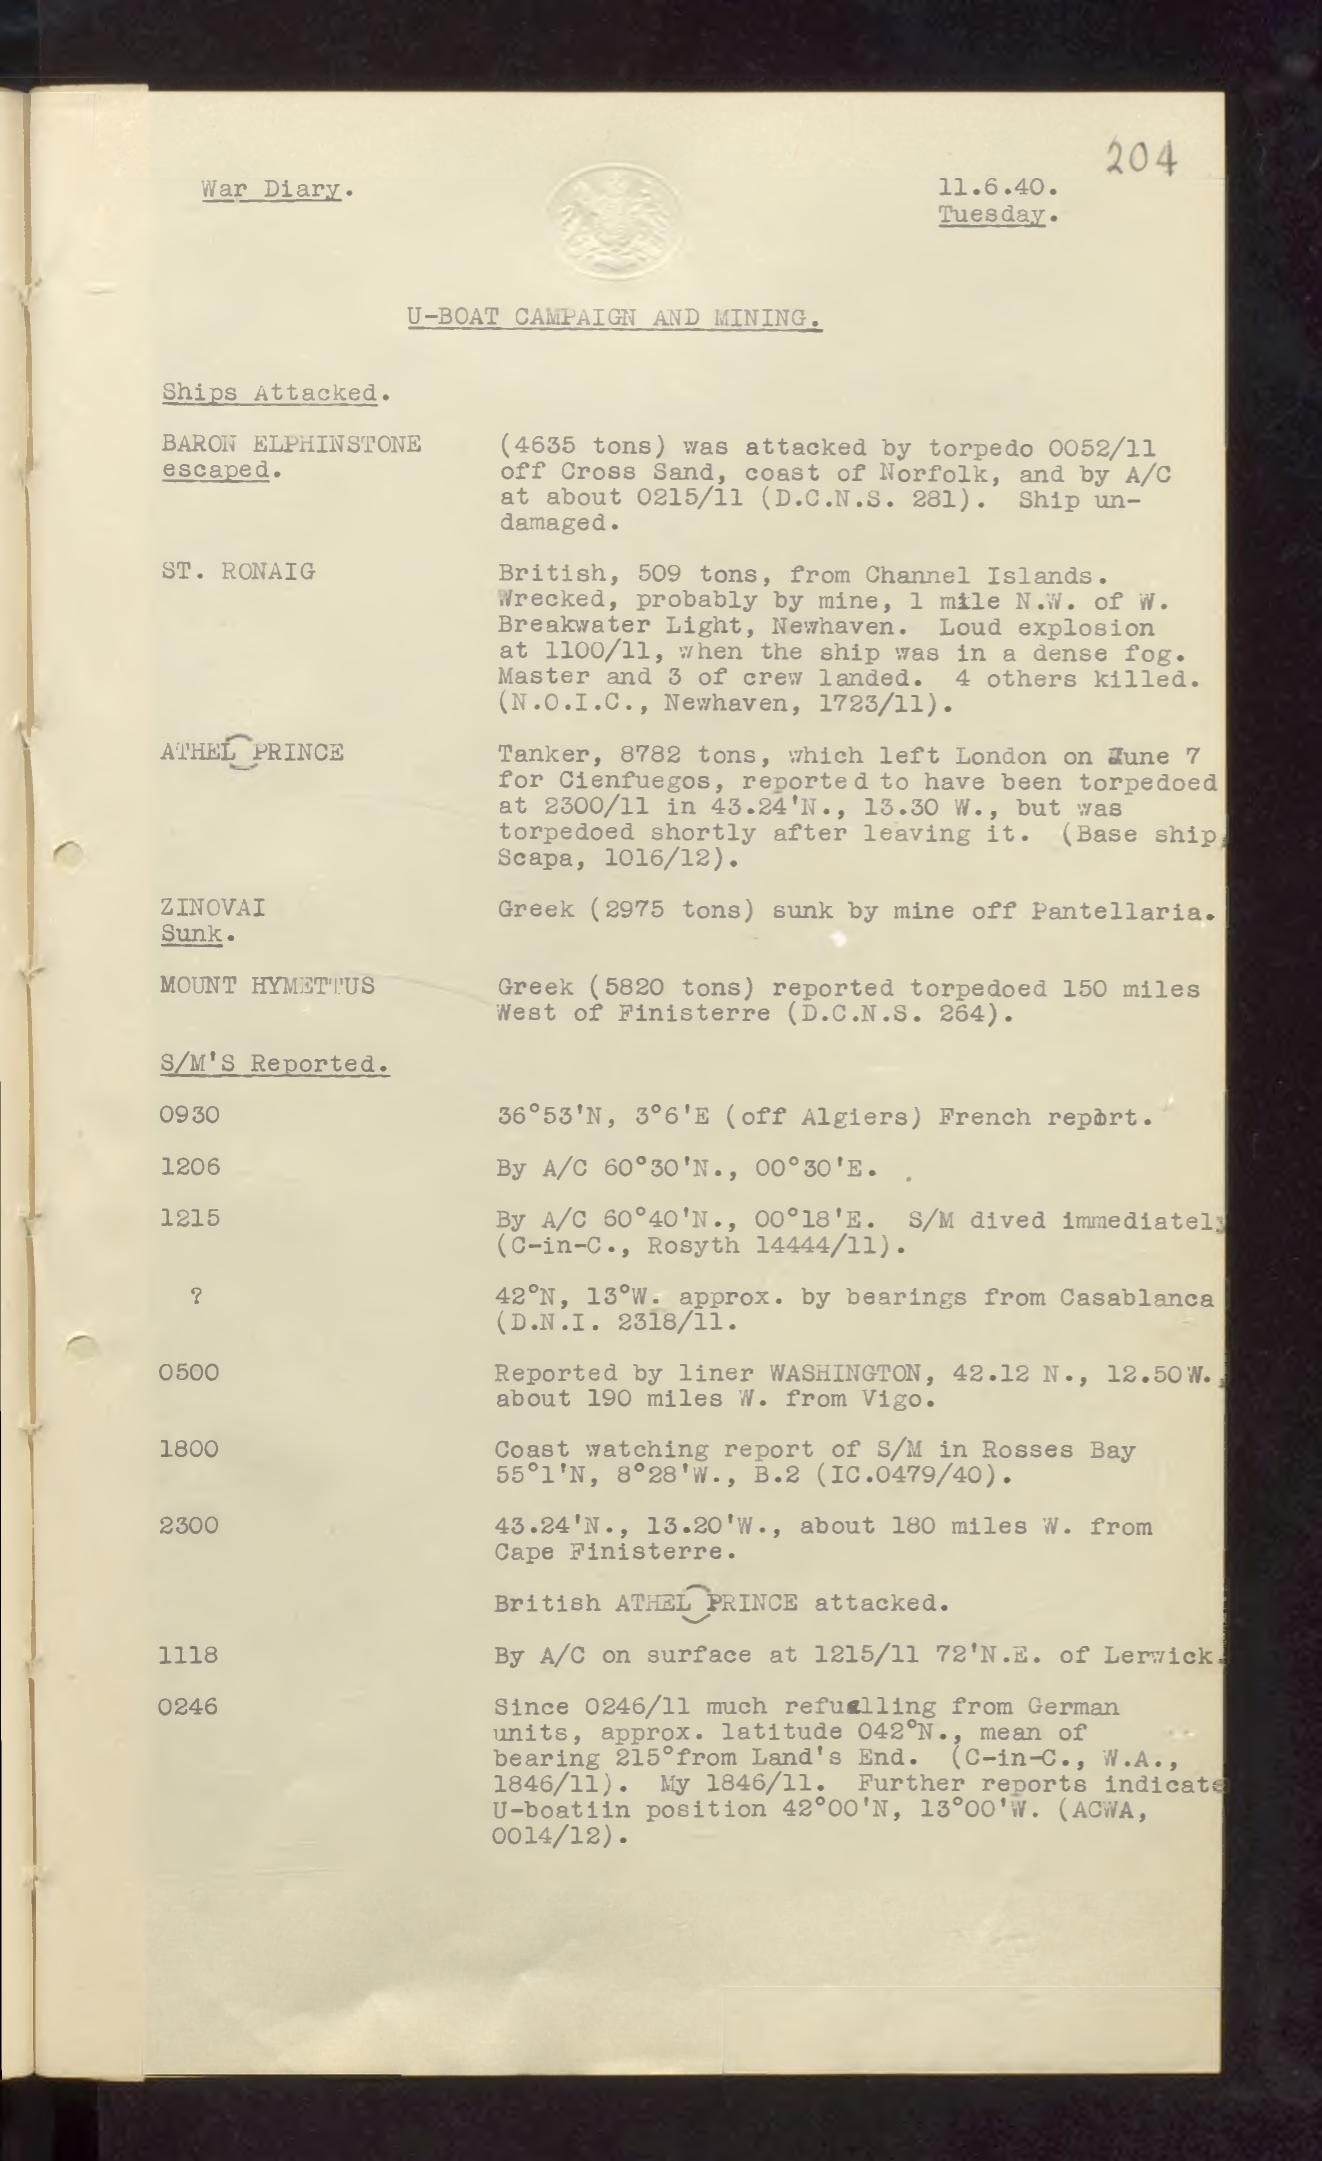 204
War Diary.
11.6.40.
Tuesday.
U-BOAT CAMPAIGN AND MINING.
Ships Attacked.
BARON ELPHINSTONE (4635 tons) was attacked by torpedo 0052/11
escaped. off Cross Sand, coast of Norfolk, and by A/C
at about 0215/11 (D.C.N.S. 281). Ship un-
damaged.
ST. RONAIG British, 509 tons, from Channel Islands.
Wrecked, probably by mine, 1 mile N.W. of W.
Breakwater Light, Newhaven. Loud explosion
at 1100/11, when the ship was in a dense fog.
Master and 3 of crew landed. 4 others killed.
(N.O.I.C., Newhaven, 1723/11).
ATHEL PRINCE Tanker, 8782 tons, which left London on June 7
for Cienfuegos, reported to have been torpedoed
at 2300/11 in 43.24'N., 13.30 W., but was
torpedoed shortly after leaving it. (Base ship,
Scapa, 1016/12).
ZINOVAI Greek (2975 tons) sunk by mine off Pantellaria.
Sunk.
MOUNT HYMETTUS Greek (5820 tons) reported torpedoed 150 miles
West of Finisterre (D.C.N.S. 264).
S/M'S Reported.
0930 36°53'N, 3°6'E (off Algiers) French report.
1206 By A/C 60°30'N., 00°30'E.
1215 By A/C 60°40'N., 00°18'E. S/M dived immediately
(C-in-C., Rosyth 14444/11).
? 42°N, 13°W. approx. by bearings from Casablanca
(D.N.I. 2318/11.
0500 Reported by liner WASHINGTON, 42.12 N., 12.50 W.,
about 190 miles W. from Vigo.
1800 Coast watching report of S/M in Rosses Bay
55°1'N, 8°28'W., B.2 (IC.0479/40).
2300 43.24'N., 13.20'W., about 180 miles W. from
Cape Finisterre.
British ATHEL PRINCE attacked.
1118 By A/C on surface at 1215/11 72'N.E. of Lerwick.
0246 Since 0246/11 much refuelling from German
units, approx. latitude 042°N., mean of
bearing 215°from Land's End. (C-in-C., W.A.,
1846/11). My 1846/11. Further reports indicate
U-boatiin position 42°00'N, 13°00'W. (ACWA,
0014/12).